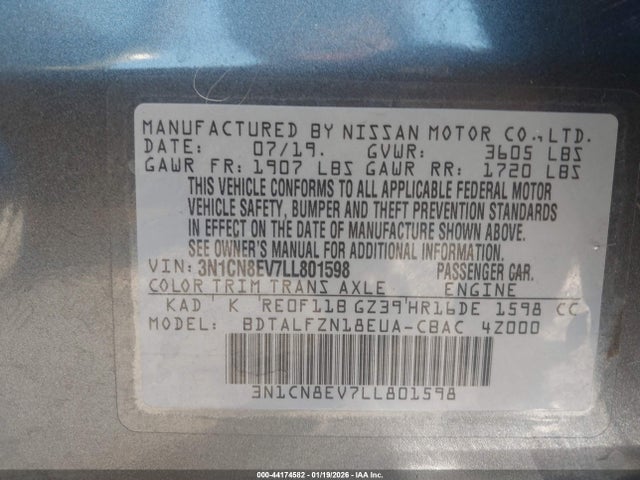 MANUFACTURED BY NISSAN MOTOR CO.,LTD.
DATE: 07/19. GVWR: 3605 LBS
GAWR FR: 1907 LBS GAWR RR: 1720 LBS
THIS VEHICLE CONFORMS TO ALL APPLICABLE FEDERAL MOTOR
VEHICLE SAFETY, BUMPER AND THEFT PREVENTION STANDARDS
IN EFFECT ON THE DATE OF MANUFACTURE SHOWN ABOVE.
SEE OWNER'S MANUAL FOR ADDITIONAL INFORMATION.
VIN: 3N1CN8EV7LL801598 PASSENGER CAR.
COLOR TRIM TRANS AXLE ENGINE
KAD K RE0F11B GZ39 HR16DE 1598 CC
BDTALFZN18EUA-CBAC 4Z000
3N1CN8EV7LL801598
000-44174582 - 01/19/2026 - IAAI, Inc.